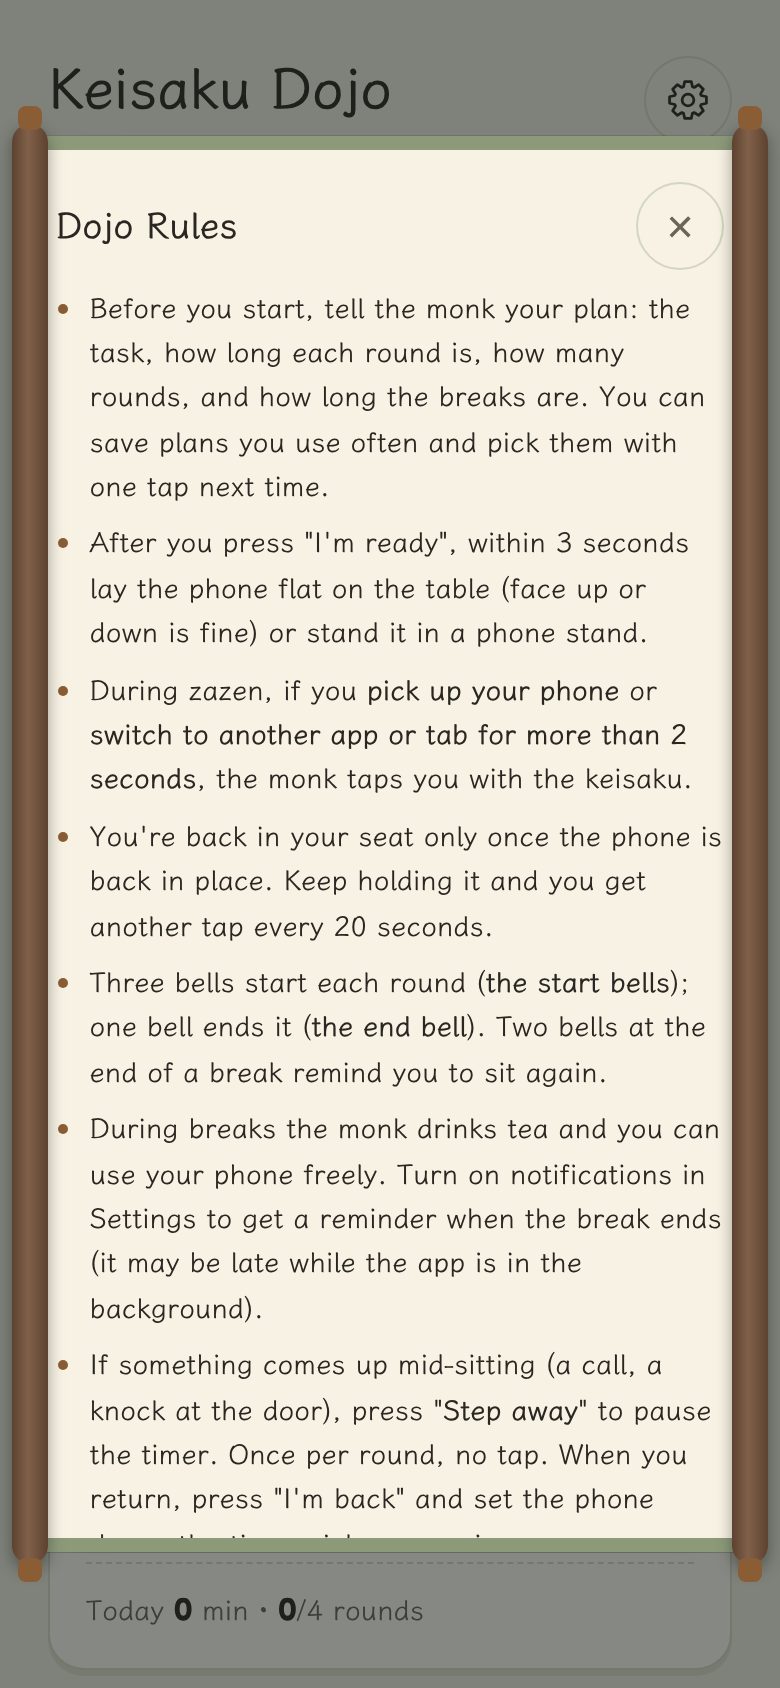 Keisaku Dojo
Dojo Rules
Before you start, tell the monk your plan: the
task, how long each round is, how many
rounds, and how long the breaks are. You can
save plans you use often and pick them with
one tap next time.
After you press "I'm ready", within 3 seconds
lay the phone flat on the table (face up or
down is fine) or stand it in a phone stand.
During zazen, if you pick up your phone or
switch to another app or tab for more than 2
seconds, the monk taps you with the keisaku.
You're back in your seat only once the phone is
back in place. Keep holding it and you get
another tap every 20 seconds.
Three bells start each round (the start bells);
one bell ends it (the end bell). Two bells at the
end of a break remind you to sit again.
During breaks the monk drinks tea and you can
use your phone freely. Turn on notifications in
Settings to get a reminder when the break ends
(it may be late while the app is in the
background).
If something comes up mid-sitting (a call, a
knock at the door), press "Step away" to pause
the timer. Once per round, no tap. When you
return, press "I'm back" and set the phone
Today 0 min • 0/4 rounds